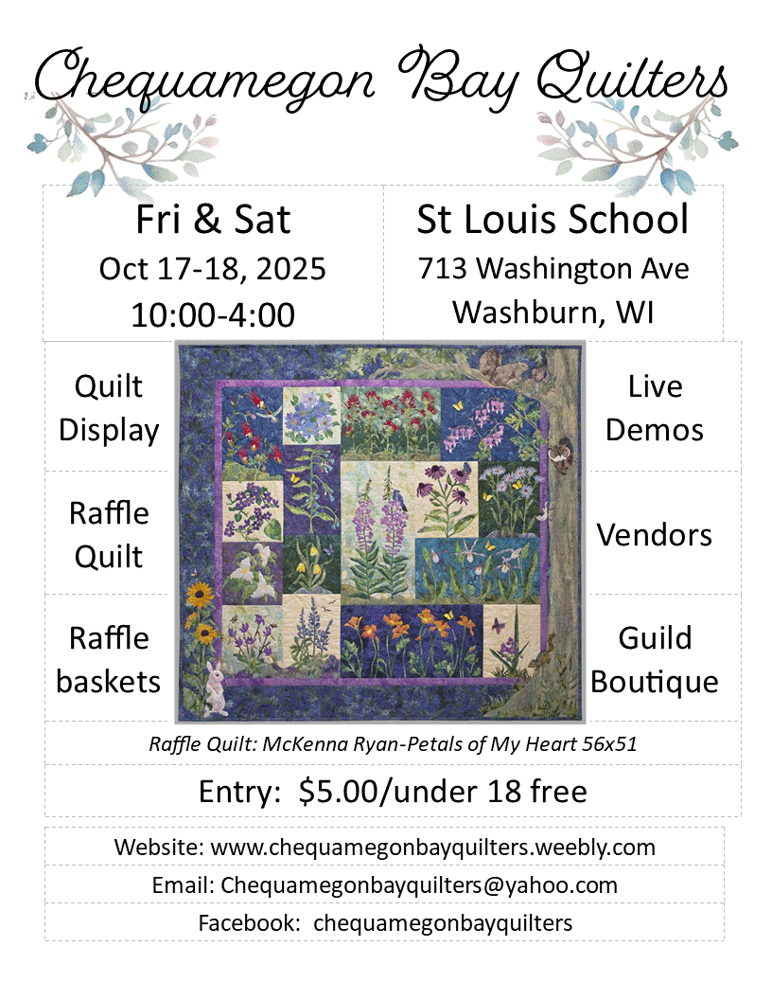 Chequamegon Bay Quilters
Fri & Sat
Oct 17-18, 2025
10:00-4:00
St Louis School
713 Washington Ave
Washburn, WI
Quilt
Display
Raffle
Quilt
Raffle
baskets
Live
Demos
Vendors
Guild
Boutique
Raffle Quilt: McKenna Ryan-Petals of My Heart 56x51
Entry:  $5.00/under 18 free
Website: www.chequamegonbayquilters.weebly.com
Email: Chequamegonbayquilters@yahoo.com
Facebook:  chequamegonbayquilters